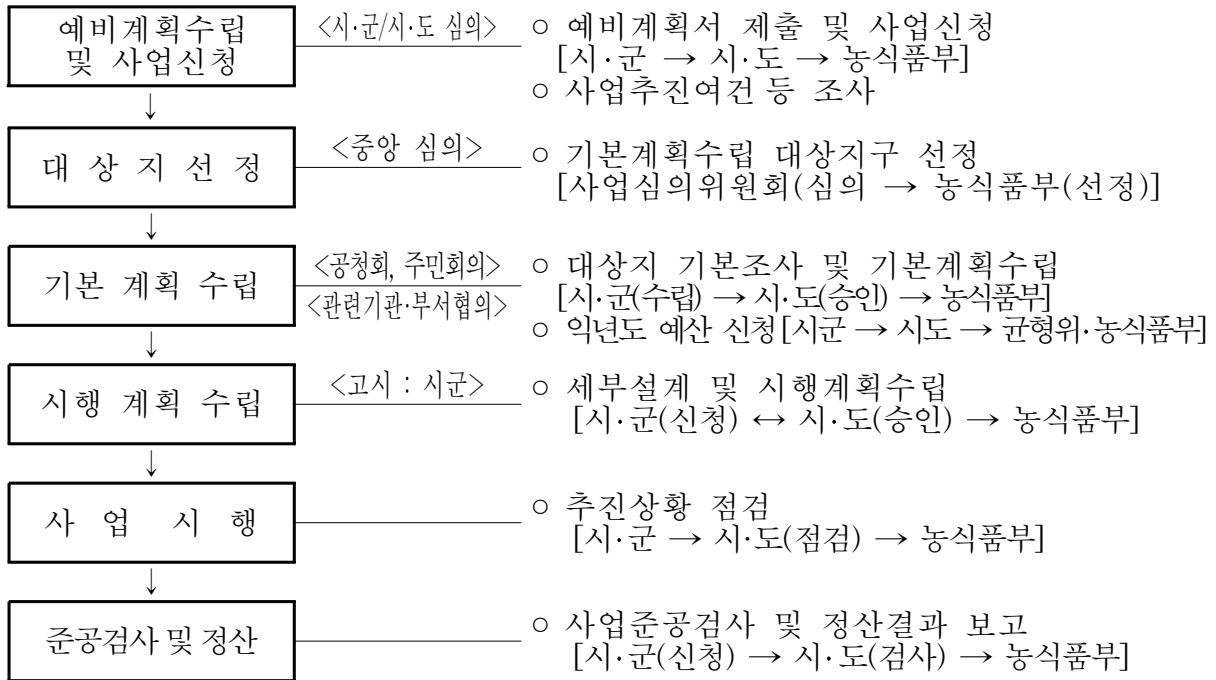 예비계획수립
및 사업신청
<시·군/시·도 심의>
○ 예비계획서 제출 및 사업신청
[시·군 → 시·도 → 농식품부]
○ 사업추진여건 등 조사
↓
대 상 지 선 정
<중앙 심의>
○ 기본계획수립 대상지구 선정
[사업심의위원회(심의 → 농식품부(선정)]
↓
기본 계획 수립
<공청회, 주민회의>
<관련기관·부서협의>
○ 대상지 기본조사 및 기본계획수립
[시·군(수립) → 시·도(승인) → 농식품부]
○ 익년도 예산 신청[시군 → 시도 → 균형위·농식품부]
↓
시행 계획 수립
<고시 : 시군>
○ 세부설계 및 시행계획수립
[시·군(신청) ↔ 시·도(승인) → 농식품부]
↓
사 업 시 행
○ 추진상황 점검
[시·군 → 시·도(점검) → 농식품부]
↓
준공검사 및 정산
○ 사업준공검사 및 정산결과 보고
[시·군(신청) → 시·도(검사) → 농식품부]